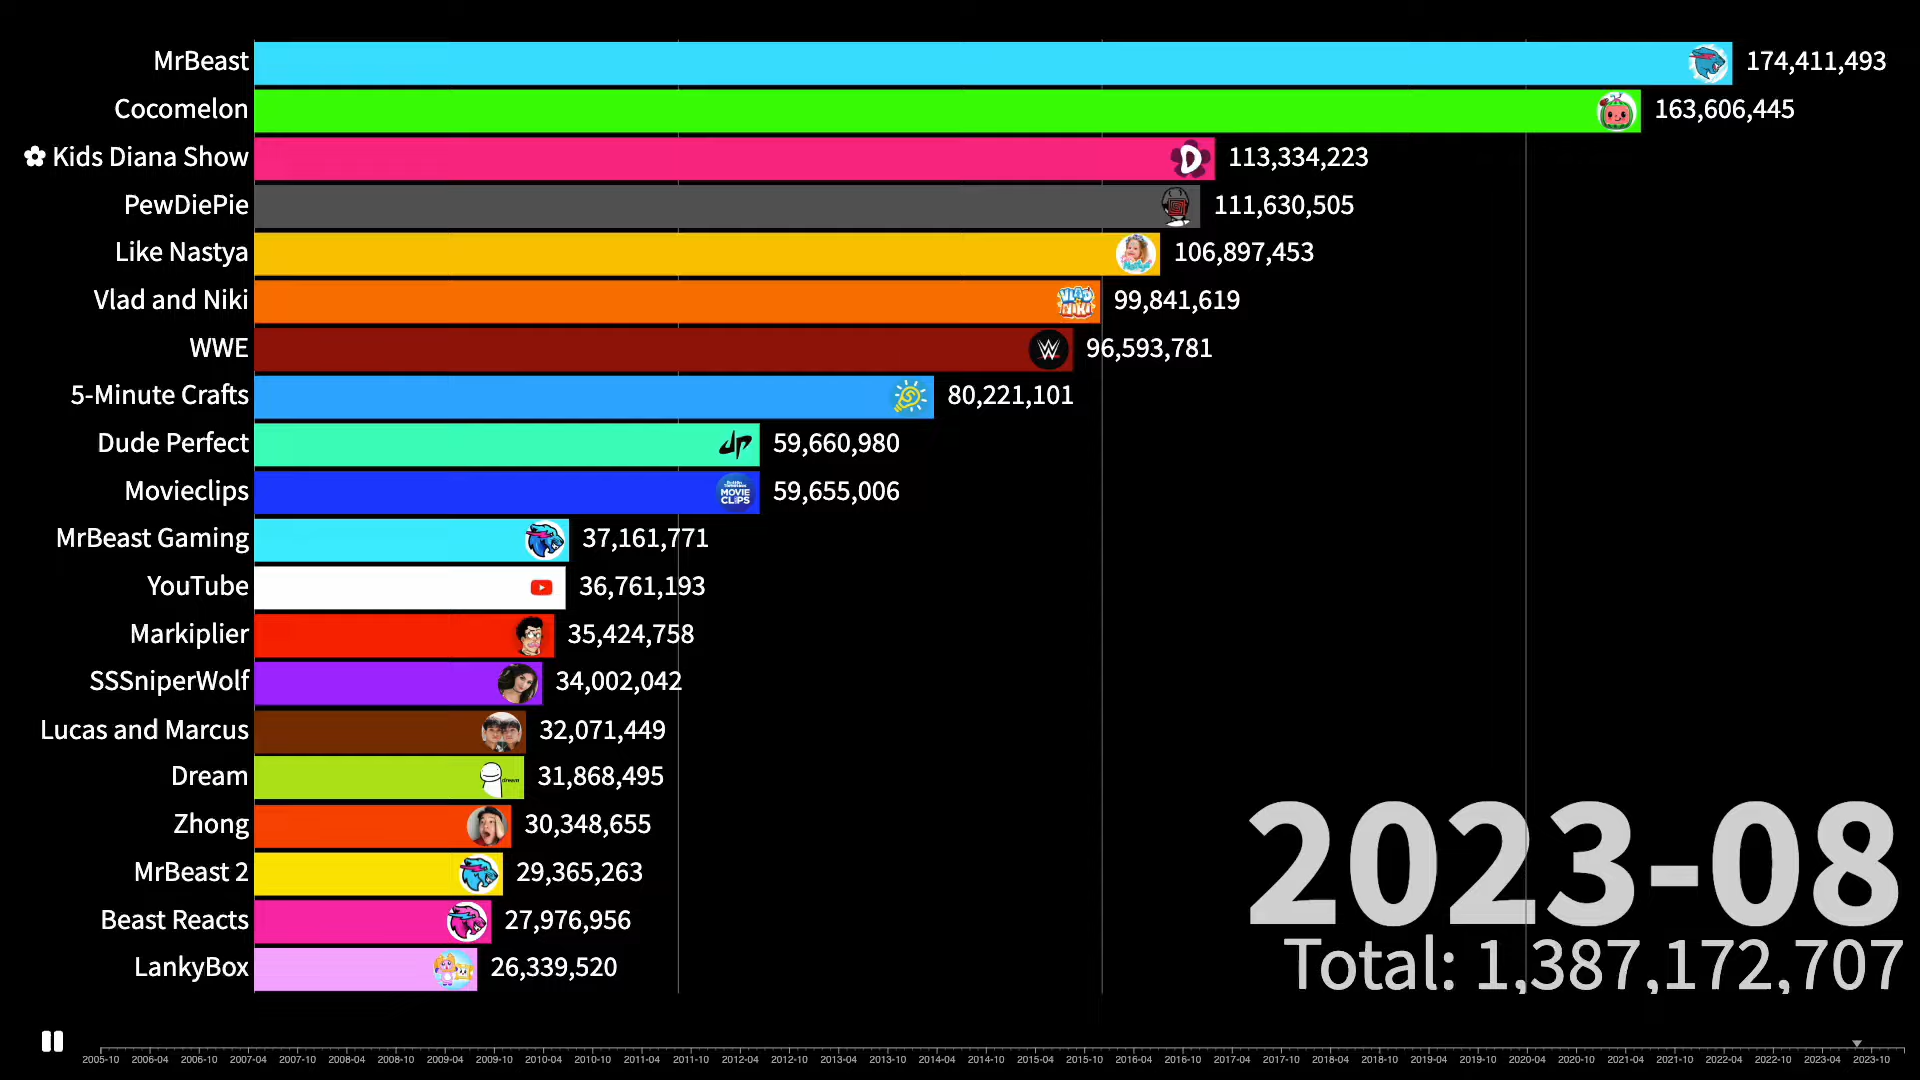 MrBeast 174,411,493
Cocomelon 163,606,445
✿ Kids Diana Show 113,334,223
PewDiePie 111,630,505
Like Nastya 106,897,453
Vlad and Niki VLAD NIKI 99,841,619
WWE W 96,593,781
5-Minute Crafts 5 80,221,101
Dude Perfect dp 59,660,980
Movieclips MOVIE CLIPS 59,655,006
MrBeast Gaming 37,161,771
YouTube 36,761,193
Markiplier 35,424,758
SSSniperWolf 34,002,042
Lucas and Marcus 32,071,449
Dream dream 31,868,495
Zhong 30,348,655
MrBeast 2 29,365,263
Beast Reacts 27,976,956
LankyBox 26,339,520
2023-08
Total: 1,387,172,707
2005-10 2006-04 2006-10 2007-04 2007-10 2008-04 2008-10 2009-04 2009-10 2010-04 2010-10 2011-04 2011-10 2012-04 2012-10 2013-04 2013-10 2014-04 2014-10 2015-04 2015-10 2016-04 2016-10 2017-04 2017-10 2018-04 2018-10 2019-04 2019-10 2020-04 2020-10 2021-04 2021-10 2022-04 2022-10 2023-04 2023-10